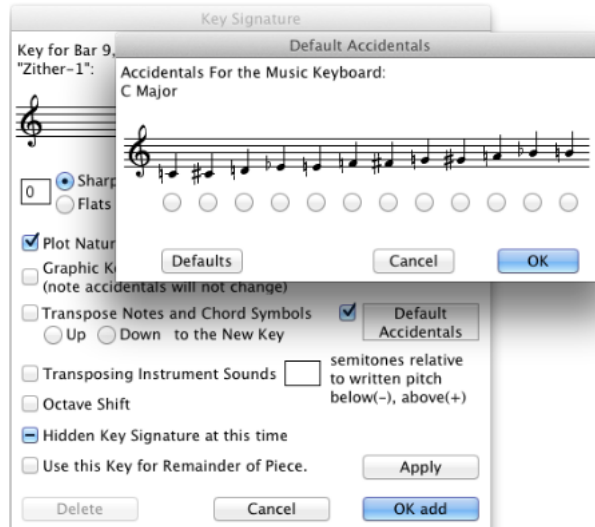 Key Signature
Key for Bar 9,
"Zither-1":
Default Accidentals
Accidentals For the Music Keyboard:
C Major
Defaults
Cancel
OK
0
Sharp
Flats
Plot Natur
Graphic K
(note accidentals will not change)
Transpose Notes and Chord Symbols
Up Down to the New Key
Default
Accidentals
Transposing Instrument Sounds
semitones relative
to written pitch
below(-), above(+)
Octave Shift
Hidden Key Signature at this time
Use this Key for Remainder of Piece.
Apply
Delete
Cancel
OK add